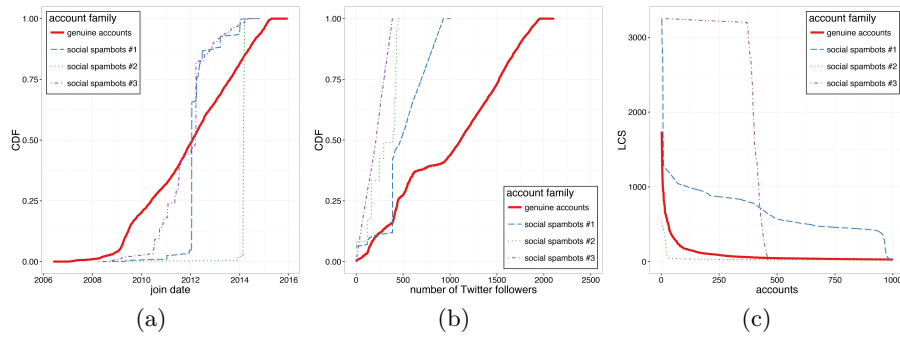 account family
genuine accounts
social spambots #1
social spambots #2
social spambots #3
CDF
1.00
0.75
0.50
0.25
0.00
2006 2008 2010 2012 2014 2016
join date
(a)
CDF
1.00
0.75
0.50
0.25
0.00
account family
genuine accounts
social spambots #1
social spambots #2
social spambots #3
0 500 1000 1500 2000 2500
number of Twitter followers
(b)
account family
genuine accounts
social spambots #1
social spambots #2
social spambots #3
LCS
3000
2000
1000
0
0 250 500 750 1000
accounts
(c)